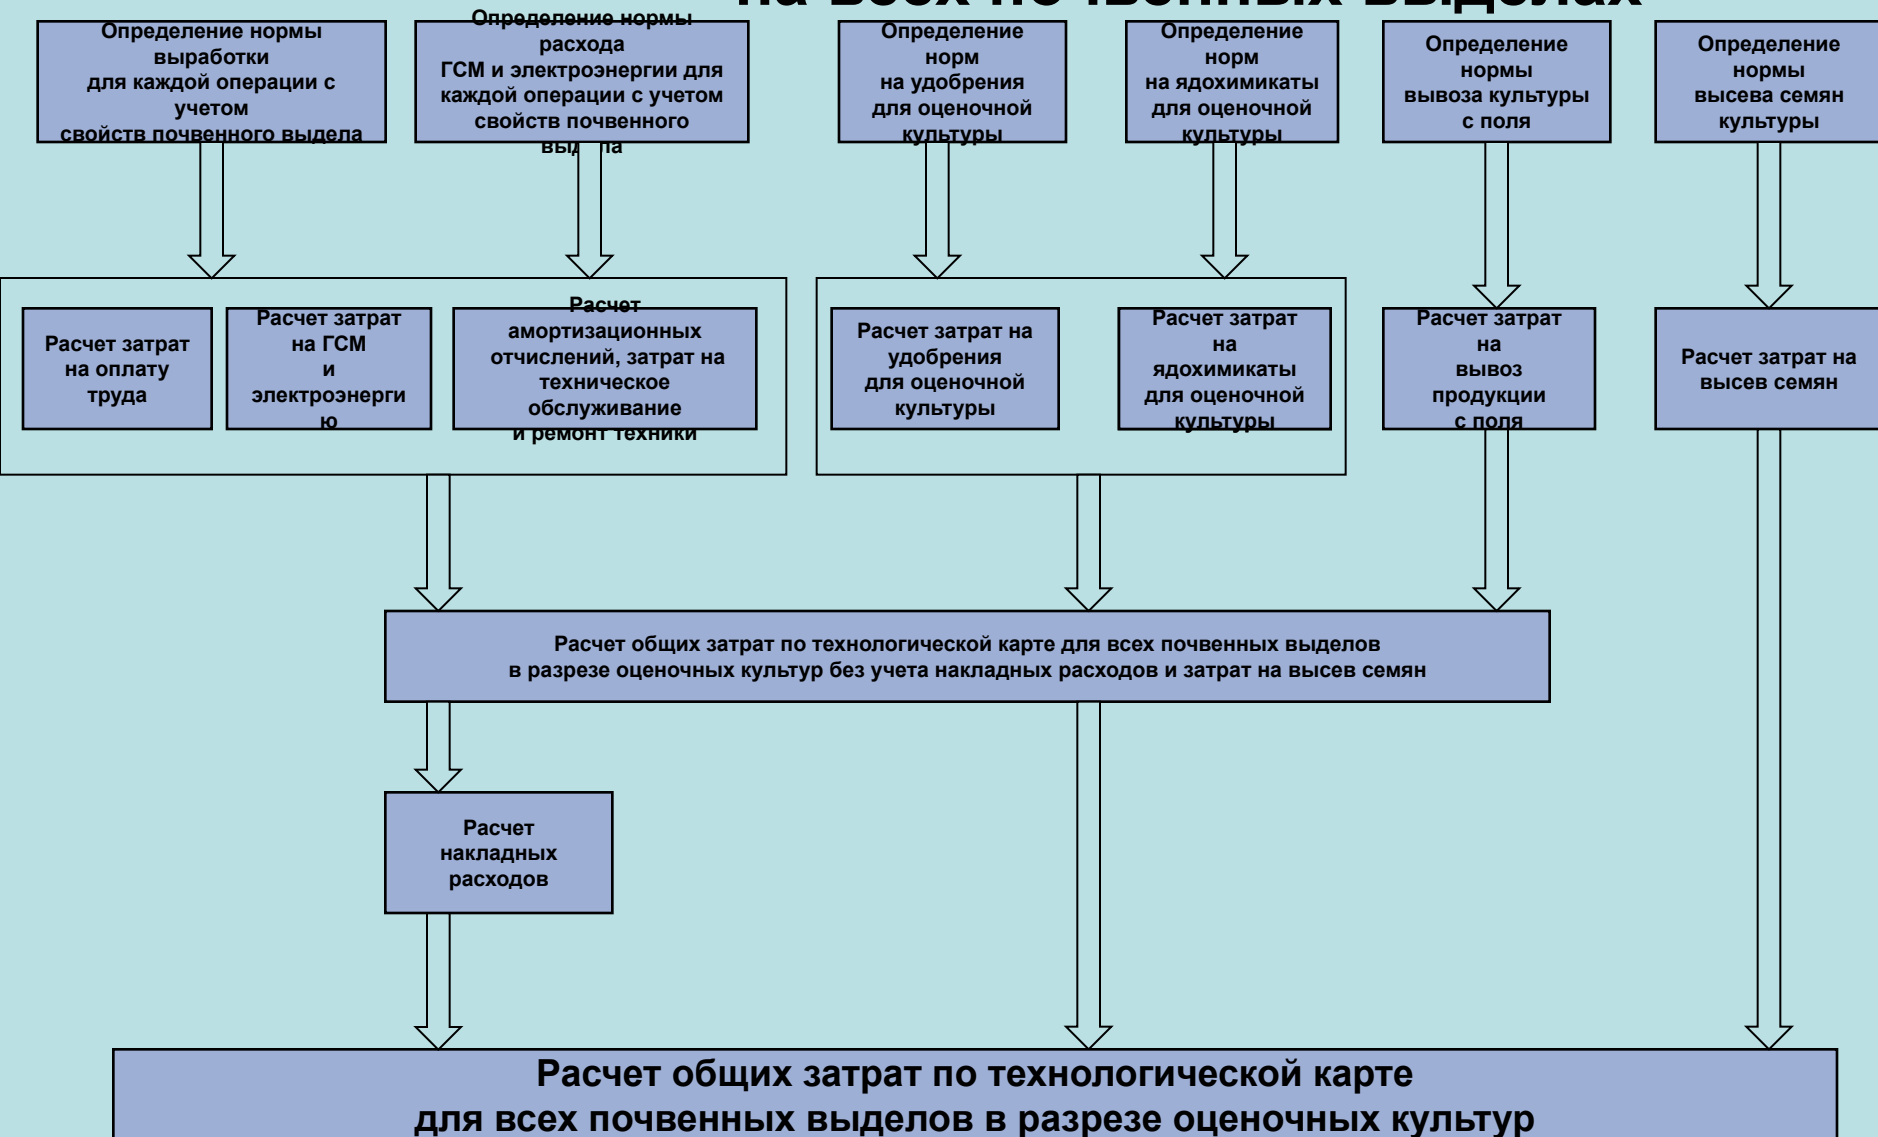 на всех почвенных выделах
Определение нормы
выработки
для каждой операции с
учетом
свойств почвенного выдела
Определение нормы
расхода
ГСМ и электроэнергии для
каждой операции с учетом
свойств почвенного
выдела
Определение
норм
на удобрения
для оценочной
культуры
Определение
норм
на ядохимикаты
для оценочной
культуры
Определение
нормы
вывоза культуры
с поля
Определение
нормы
высева семян
культуры
Расчет затрат
на оплату
труда
Расчет затрат
на ГСМ
и
электроэнерги
ю
Расчет
амортизационных
отчислений, затрат на
техническое
обслуживание
и ремонт техники
Расчет затрат на
удобрения
для оценочной
культуры
Расчет затрат
на
ядохимикаты
для оценочной
культуры
Расчет затрат
на
вывоз
продукции
с поля
Расчет затрат на
высев семян
Расчет общих затрат по технологической карте для всех почвенных выделов
в разрезе оценочных культур без учета накладных расходов и затрат на высев семян
Расчет
накладных
расходов
Расчет общих затрат по технологической карте
для всех почвенных выделов в разрезе оценочных культур